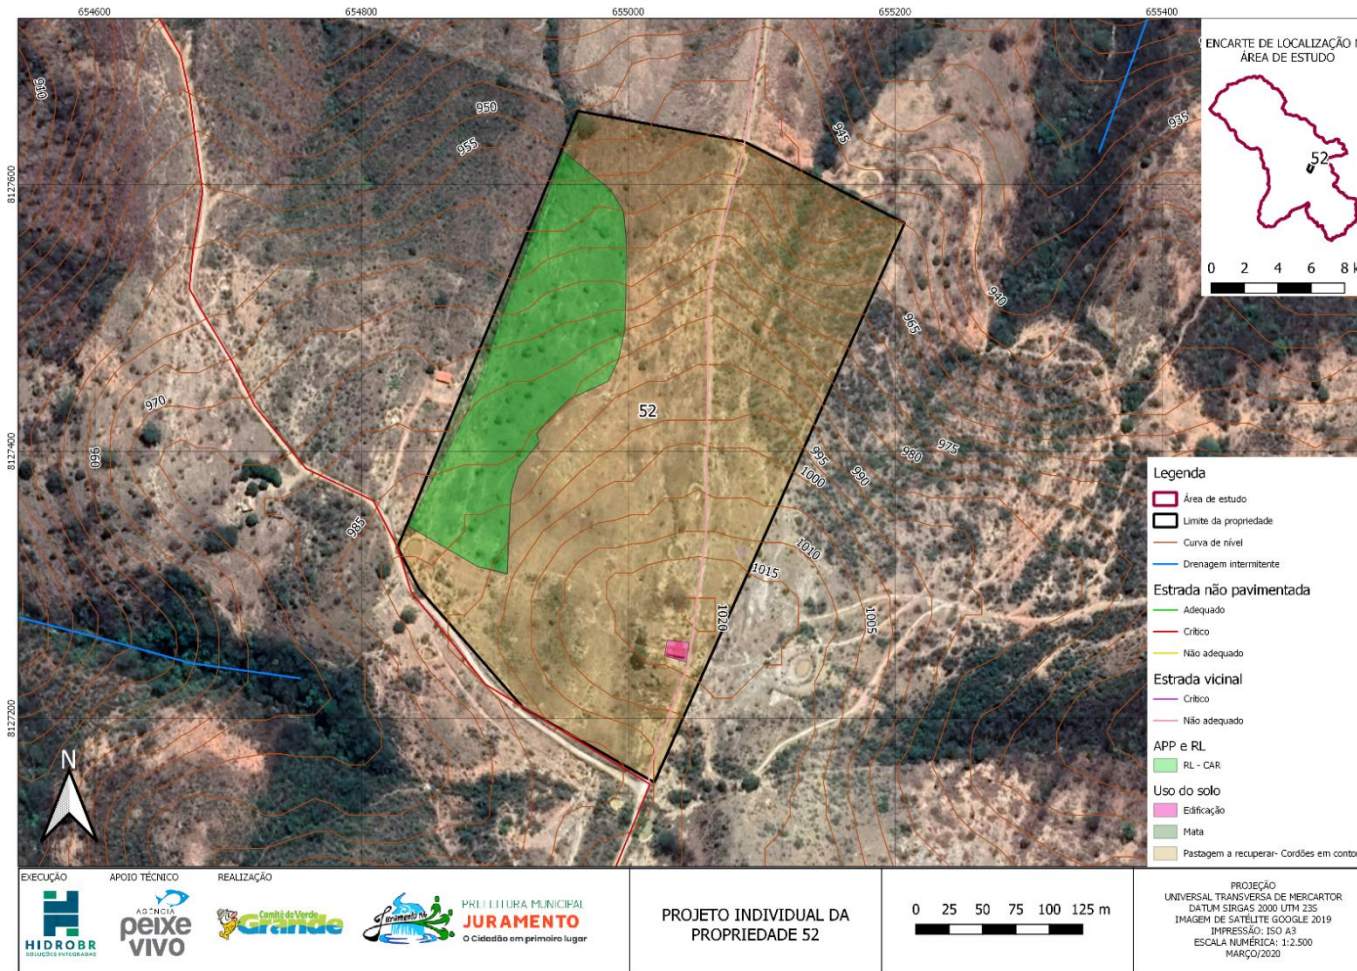 654600
654800
655000
655200
655400
8127600
8127400
8127200
910
950
955
945
935
940
965
970
960
985
52
975
980
990
995
1000
1010
1015
1020
1005
N
ENCARTE DE LOCALIZAÇÃO
ÁREA DE ESTUDO
52
0 2 4 6 8 k
Legenda
Área de estudo
Limite da propriedade
Curva de nível
Drenagem intermitente
Estrada não pavimentada
Adequado
Crítico
Não adequado
Estrada vicinal
Crítico
Não adequado
APP e RL
RL - CAR
Uso do solo
Edificação
Mata
Pastagem a recuperar- Cordões em conto
EXECUÇÃO
HIDROBR
SOLUÇÕES INTEGRADAS
APOIO TÉCNICO
AGÊNCIA
peixe
vivo
REALIZAÇÃO
Comitê do Verde
Grande
PREFEITURA MUNICIPAL
JURAMENTO
O Cidadão em primeiro lugar
PROJETO INDIVIDUAL DA
PROPRIEDADE 52
0 25 50 75 100 125 m
PROJEÇÃO
UNIVERSAL TRANSVERSA DE MERCARTOR
DATUM SIRGAS 2000 UTM 23S
IMAGEM DE SATÉLITE GOOGLE 2019
IMPRESSÃO: ISO A3
ESCALA NUMÉRICA: 1:2.500
MARÇO/2020